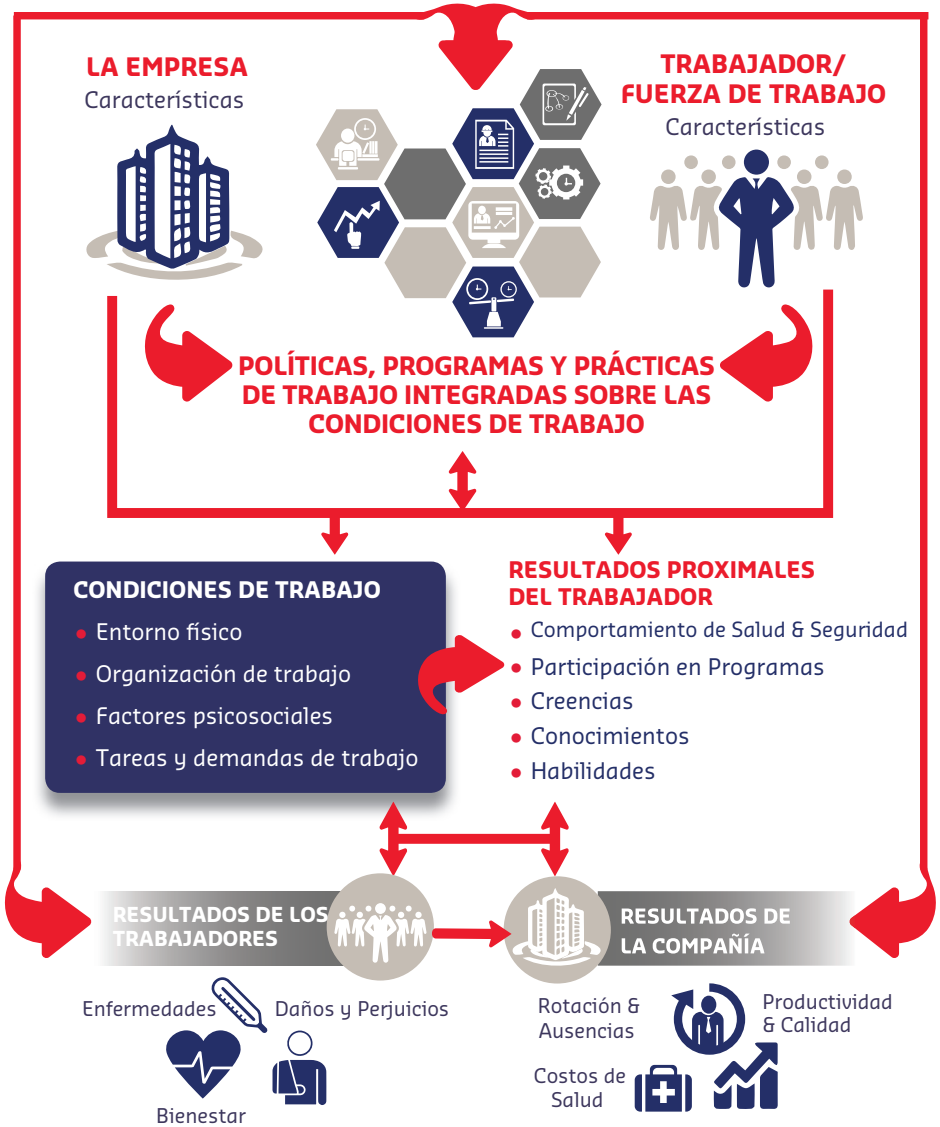 LA EMPRESA
Características
TRABAJADOR/
FUERZA DE TRABAJO
Características
POLÍTICAS, PROGRAMAS Y PRÁCTICAS
DE TRABAJO INTEGRADAS SOBRE LAS
CONDICIONES DE TRABAJO
CONDICIONES DE TRABAJO
• Entorno físico
• Organización de trabajo
• Factores psicosociales
• Tareas y demandas de trabajo
RESULTADOS PROXIMALES
DEL TRABAJADOR
• Comportamiento de Salud & Seguridad
• Participación en Programas
• Creencias
• Conocimientos
• Habilidades
RESULTADOS DE LOS
TRABAJADORES
RESULTADOS DE
LA COMPAÑÍA
Enfermedades
Daños y Perjuicios
Bienestar
Rotación &
Ausencias
Productividad
& Calidad
Costos de
Salud